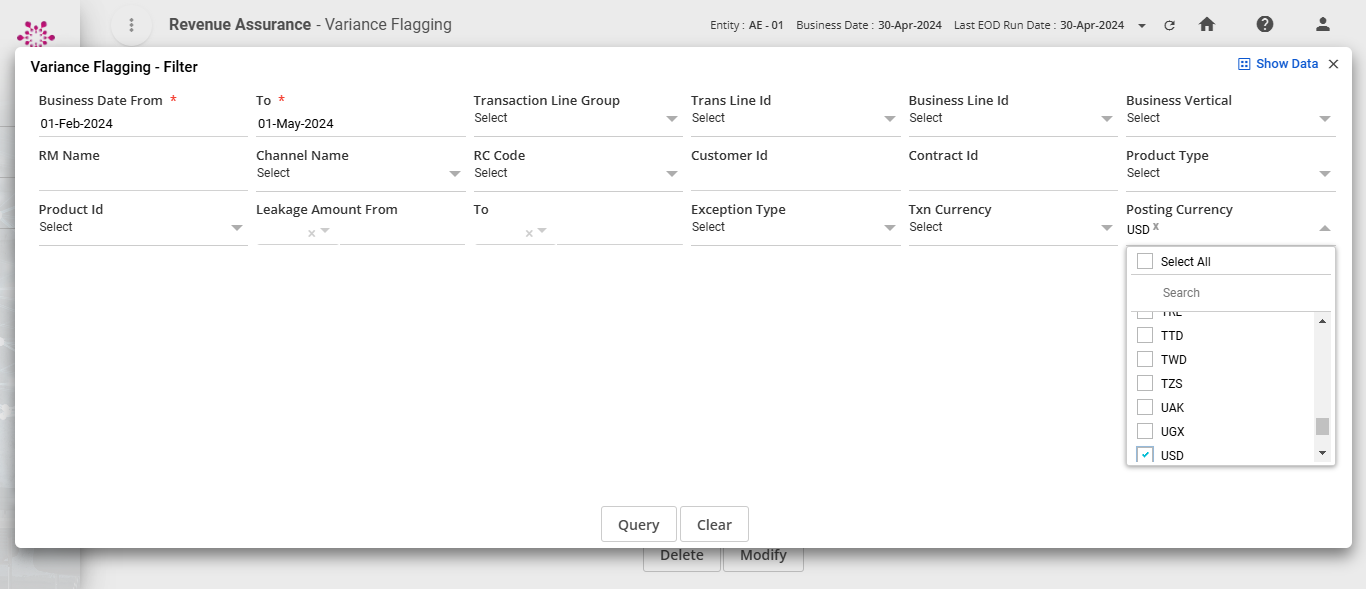 Revenue Assurance - Variance Flagging
Entity : AE - 01 Business Date : 30-Apr-2024 Last EOD Run Date : 30-Apr-2024
Variance Flagging - Filter
Show Data
Business Date From * To * Transaction Line Group Trans Line Id Business Line Id Business Vertical
01-Feb-2024 01-May-2024 Select Select Select Select
RM Name Channel Name RC Code Customer Id Contract Id Product Type
Select Select Select
Product Id Leakage Amount From To Exception Type Txn Currency Posting Currency
Select Select Select USD x
Select All
Search
TTD
TWD
TZS
UAK
UGX
USD
Query Clear
Delete Modify